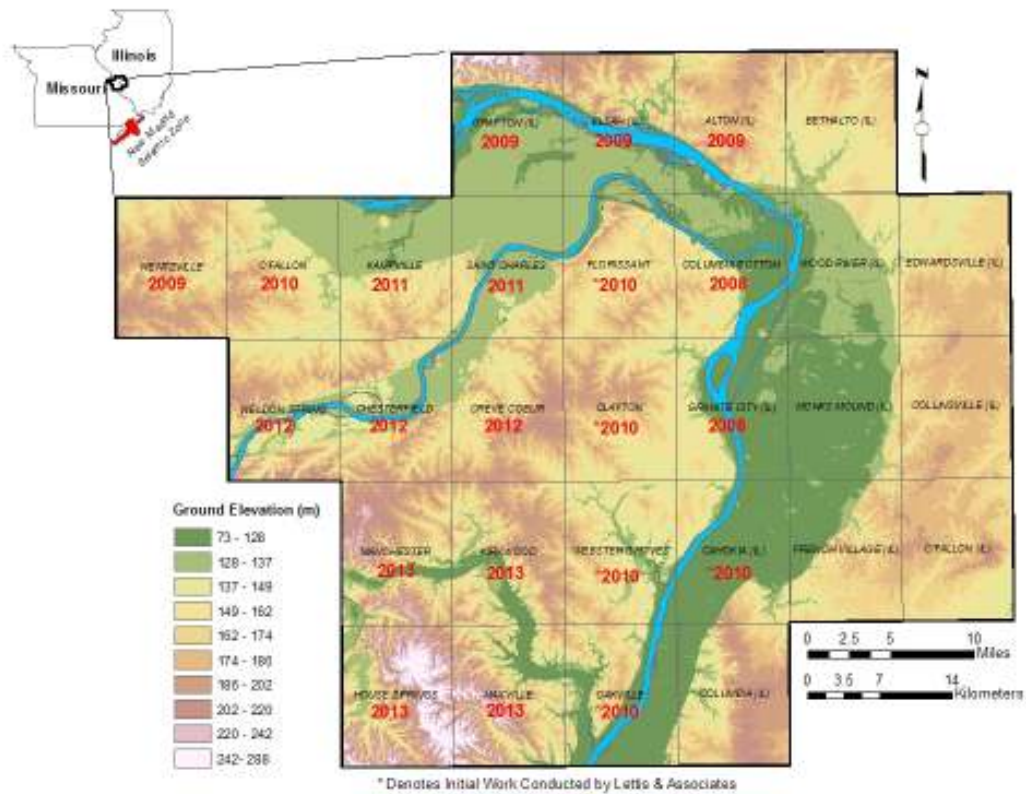 Illinois
Missouri
New Madrid
Seismic Zone
N
GRAFTON (IL)
2009
ELSAH (IL)
2009
ALTON (IL)
2009
BETHALTO (IL)
WENTZVILLE
2009
O'FALLON
2010
KAMPVILLE
2011
SAINT CHARLES
2011
FLORISSANT
*2010
COLUMBIA BOTTOM
2008
WOOD RIVER (IL)
EDWARDSVILLE (IL)
WELDON SPRING
2012
CHESTERFIELD
2012
CREVE COEUR
2012
CLAYTON
*2010
GRANITE CITY (IL)
2008
MONKS MOUND (IL)
COLLINSVILLE (IL)
MANCHESTER
2013
KIRKWOOD
2013
WEBSTER GROVES
*2010
CAHOKIA (IL)
*2010
FRENCH VILLAGE (IL)
O'FALLON (IL)
HOUSE SPRINGS
2013
MAXVILLE
2013
OAKVILLE
2010
COLUMBIA (IL)
Ground Elevation (m)
73 - 128
128 - 137
137 - 149
149 - 162
162 - 174
174 - 186
186 - 202
202 - 220
220 - 242
242- 288
0 2.5 5 10
Miles
0 3.5 7 14
Kilometers
* Denotes Initial Work Conducted by Lettis & Associates